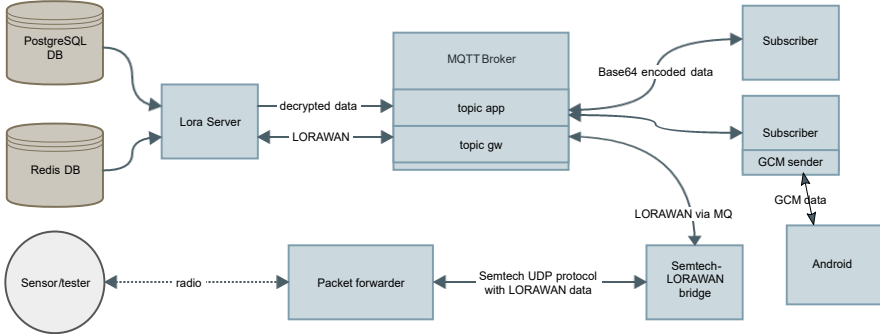 PostgreSQL
DB
Redis DB
Lora Server
decrypted data
LORAWAN
MQTT Broker
topic app
topic gw
Base64 encoded data
Subscriber
Subscriber
GCM sender
GCM data
Android
LORAWAN via MQ
Sensor/tester
radio
Packet forwarder
Semtech UDP protocol
with LORAWAN data
Semtech-
LORAWAN
bridge